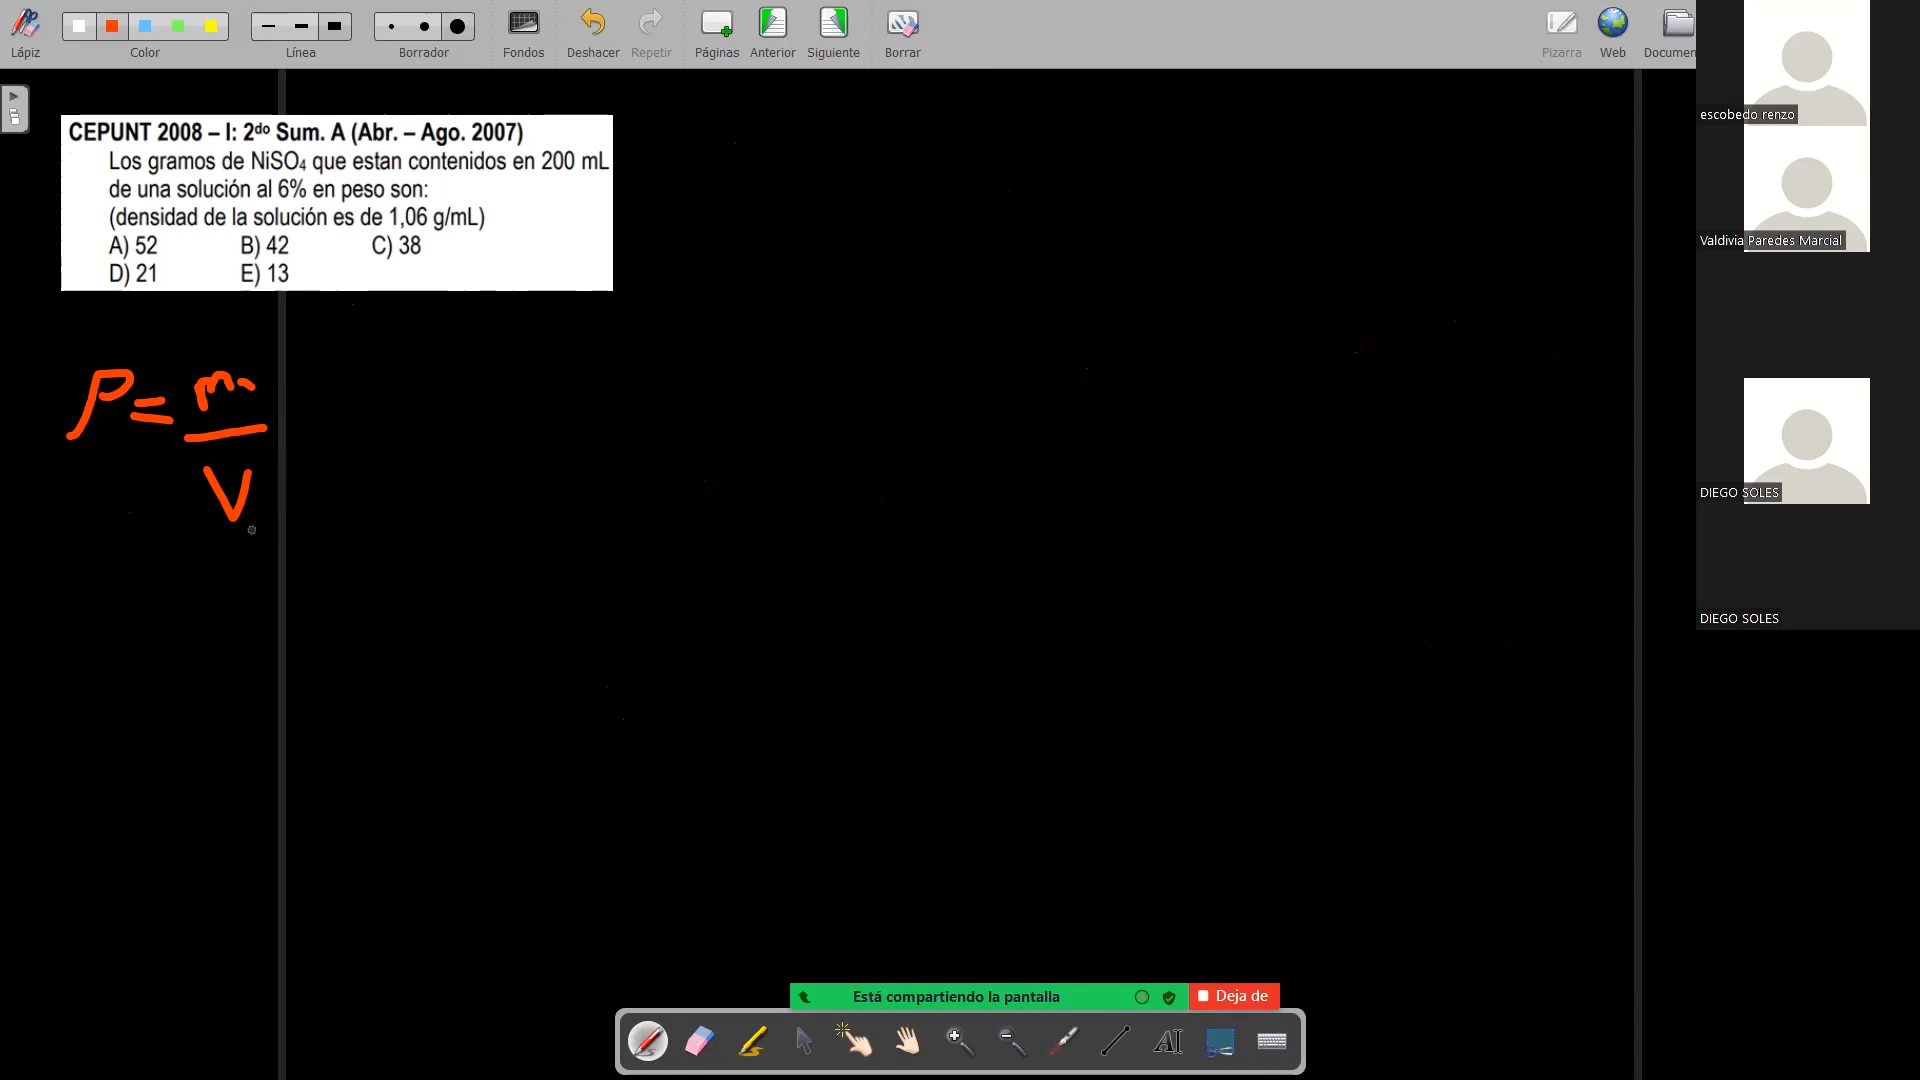 Lápiz
Color
Línea
Borrador
Fondos
Deshacer
Repetir
Páginas
Anterior
Siguiente
Borrar
Pizarra
Web
Documen
CEPUNT 2008 – I: 2do Sum. A (Abr. – Ago. 2007)
Los gramos de NiSO4 que estan contenidos en 200 mL
de una solución al 6% en peso son:
(densidad de la solución es de 1,06 g/mL)
A) 52 B) 42 C) 38
D) 21 E) 13
ρ = m
V
escobedo renzo
Valdivia Paredes Marcial
DIEGO SOLES
DIEGO SOLES
Está compartiendo la pantalla
Deja de
AI